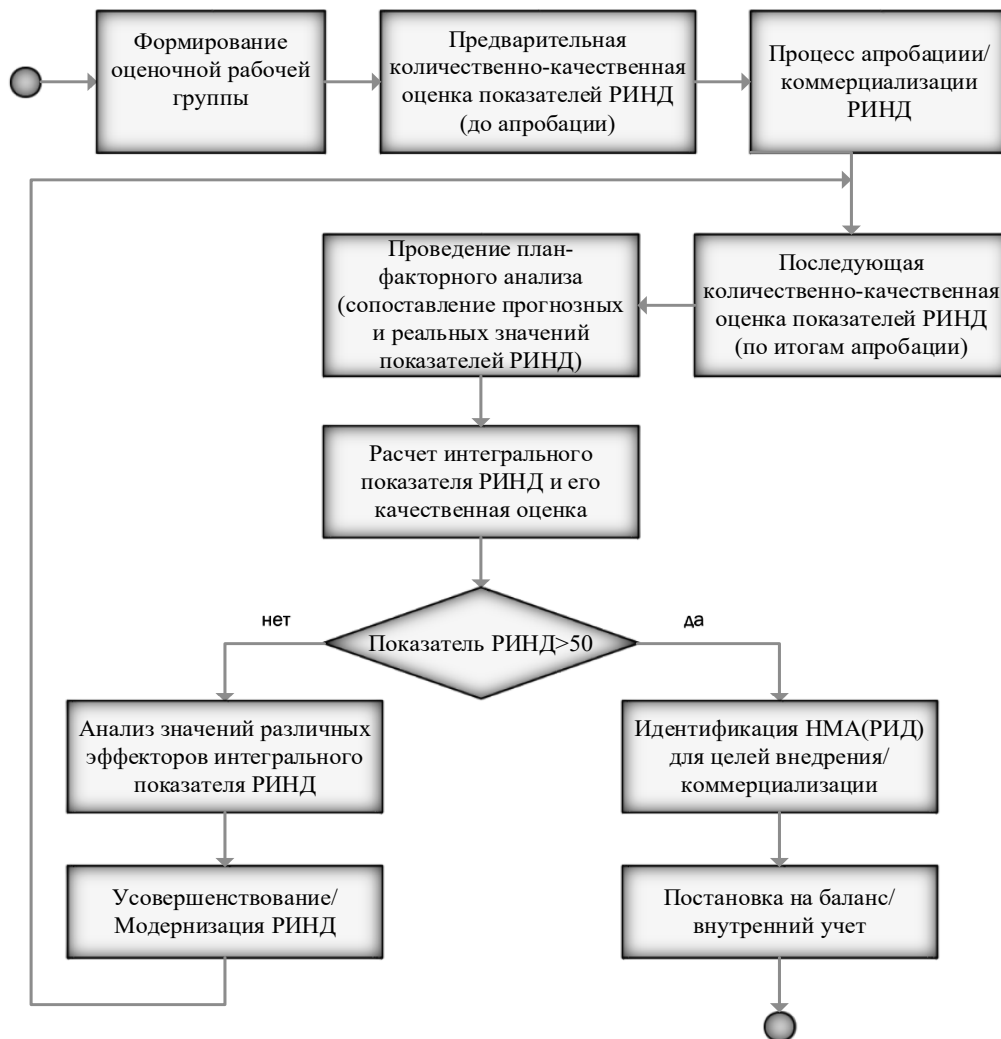 Формирование
оценочной рабочей
группы
Предварительная
количественно-качественная
оценка показателей РИНД
(до апробации)
Процесс апробациии/
коммерциализации
РИНД
Проведение план-
факторного анализа
(сопоставление прогнозных
и реальных значений
показателей РИНД)
Последующая
количественно-качественная
оценка показателей РИНД
(по итогам апробации)
Расчет интегрального
показателя РИНД и его
качественная оценка
нет
да
Показатель РИНД>50
Анализ значений различных
эффекторов интегрального
показателя РИНД
Идентификация НМА(РИД)
для целей внедрения/
коммерциализации
Усовершенствование/
Модернизация РИНД
Постановка на баланс/
внутренний учет